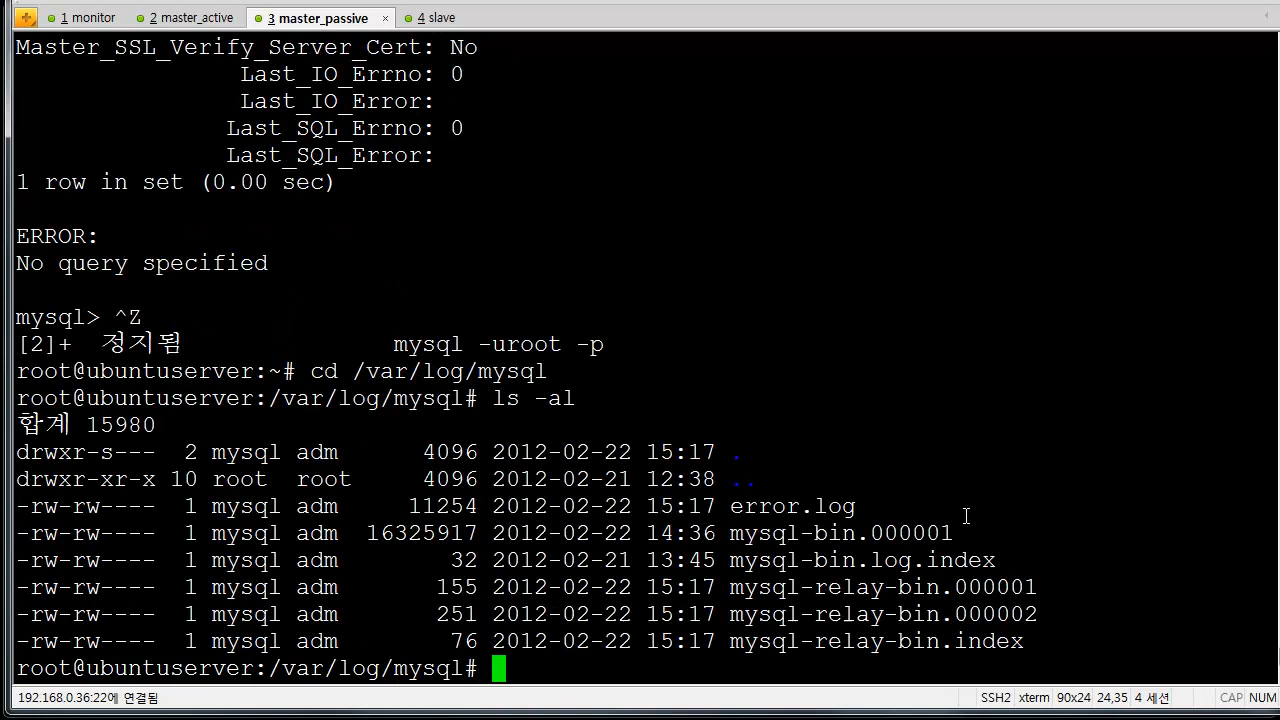 1 monitor 2 master_active 3 master_passive × 4 slave
Master_SSL_Verify_Server_Cert: No
Last_IO_Errno: 0
Last_IO_Error:
Last_SQL_Errno: 0
Last_SQL_Error:
1 row in set (0.00 sec)
ERROR:
No query specified
mysql> ^Z
[2]+ 정지됨 mysql -uroot -p
root@ubuntuserver:~# cd /var/log/mysql
root@ubuntuserver:/var/log/mysql# ls -al
합계 15980
drwxr-s--- 2 mysql adm 4096 2012-02-22 15:17 .
drwxr-xr-x 10 root root 4096 2012-02-21 12:38 ..
-rw-rw---- 1 mysql adm 11254 2012-02-22 15:17 error.log
-rw-rw---- 1 mysql adm 16325917 2012-02-22 14:36 mysql-bin.000001
-rw-rw---- 1 mysql adm 32 2012-02-21 13:45 mysql-bin.log.index
-rw-rw---- 1 mysql adm 155 2012-02-22 15:17 mysql-relay-bin.000001
-rw-rw---- 1 mysql adm 251 2012-02-22 15:17 mysql-relay-bin.000002
-rw-rw---- 1 mysql adm 76 2012-02-22 15:17 mysql-relay-bin.index
root@ubuntuserver:/var/log/mysql#
192.168.0.36:22에 연결됨 SSH2 xterm 90x24 24,35 4 세션 CAP NUM